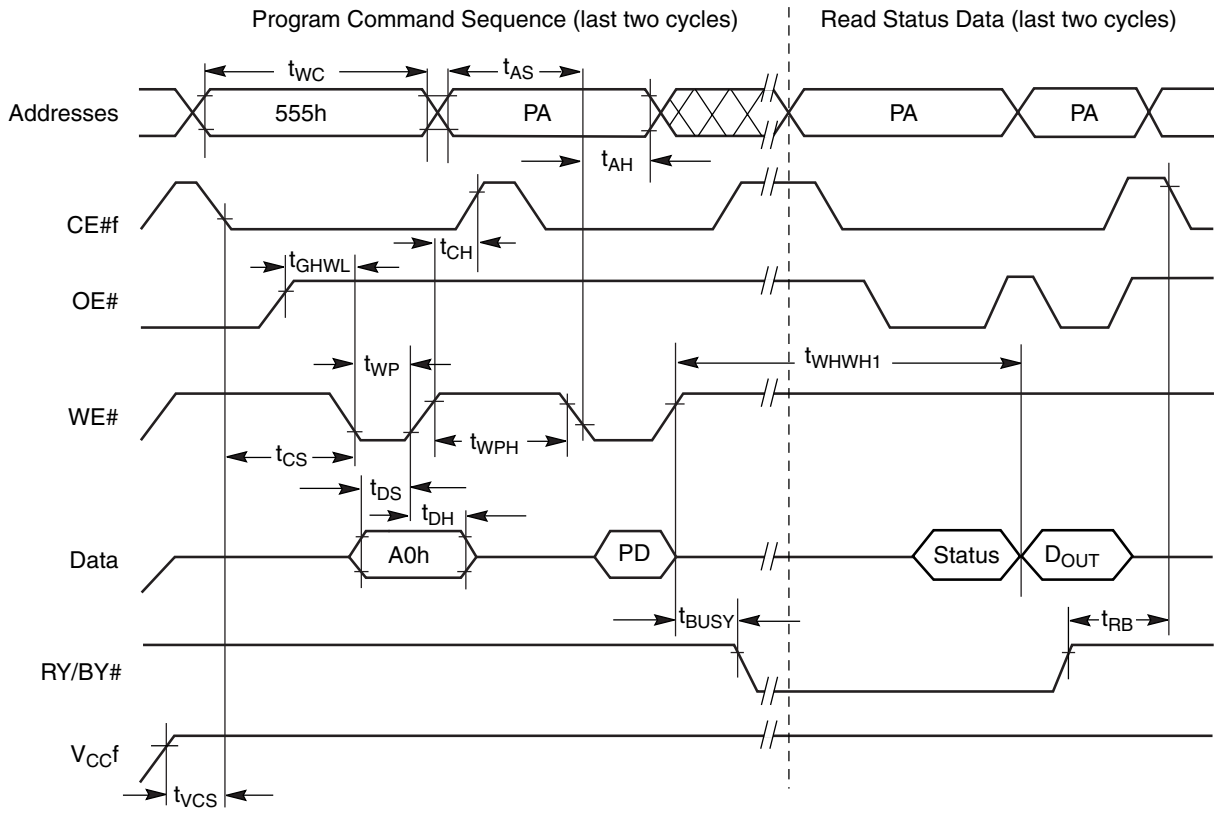 Program Command Sequence (last two cycles)
Read Status Data (last two cycles)
tWC
tAS
Addresses
555h
PA
PA
PA
tAH
CE#f
tCH
tGHWL
OE#
tWP
tWHWH1
WE#
tWPH
tCS
tDS
tDH
Data
A0h
PD
Status
DOUT
tBUSY
tRB
RY/BY#
VCCf
tVCS